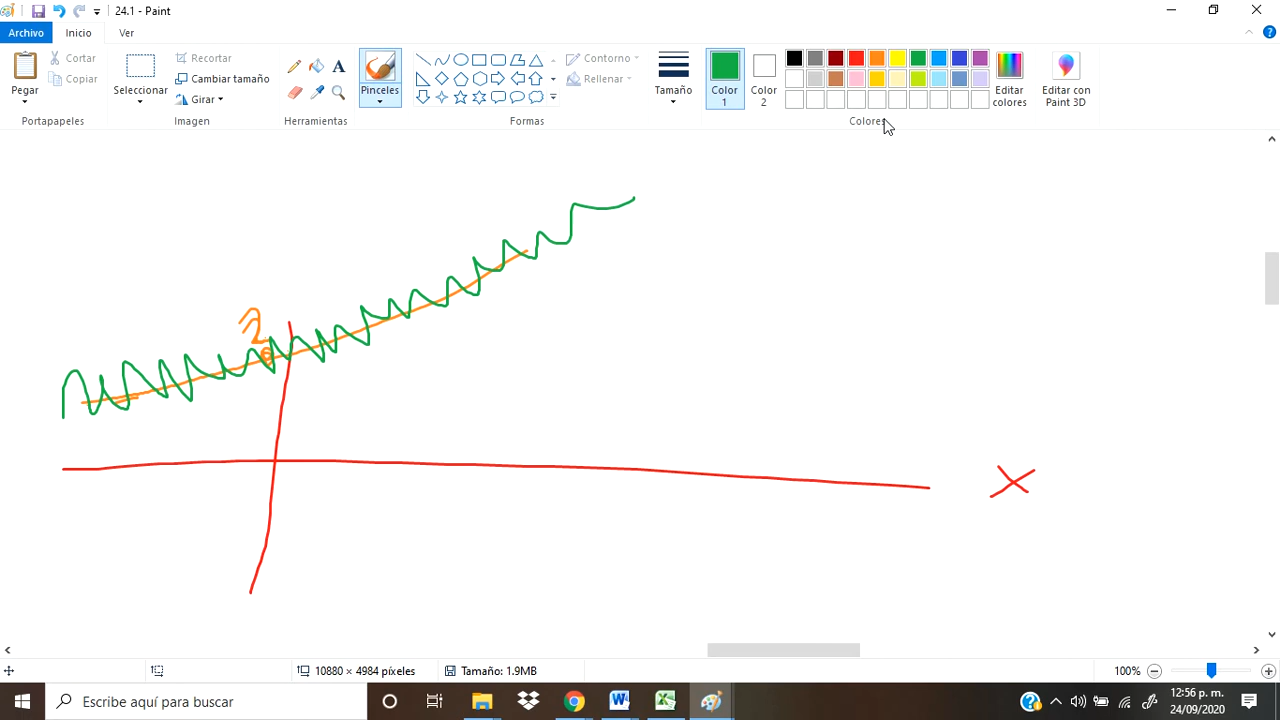 24.1 - Paint
Archivo Inicio Ver
Pegar
Cortar
Copiar
Portapapeles
Seleccionar
Recortar
Cambiar tamaño
Girar
Imagen
A
Herramientas
Pinceles
Contorno
Rellenar
Formas
Tamaño
Color 1
Color 2
Editar colores
Editar con Paint 3D
Colores
X
10880 × 4984 píxeles
Tamaño: 1.9MB
100%
Escribe aquí para buscar
12:56 p. m.
24/09/2020